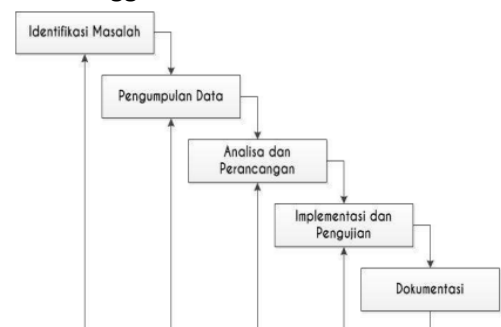 Identifikasi Masalah
Pengumpulan Data
Analisa dan
Perancangan
Implementasi dan
Pengujian
Dokumentasi